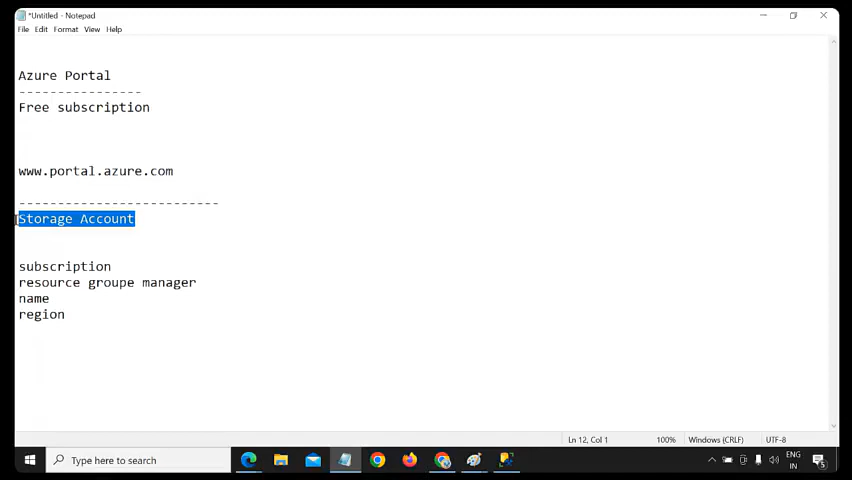 *Untitled - Notepad
File Edit Format View Help
Azure Portal
----------------
Free subscription
www.portal.azure.com
--------------------------
Storage Account
subscription
resource groupe manager
name
region
Ln 12, Col 1 100% Windows (CRLF) UTF-8
Type here to search
ENG
IN
5